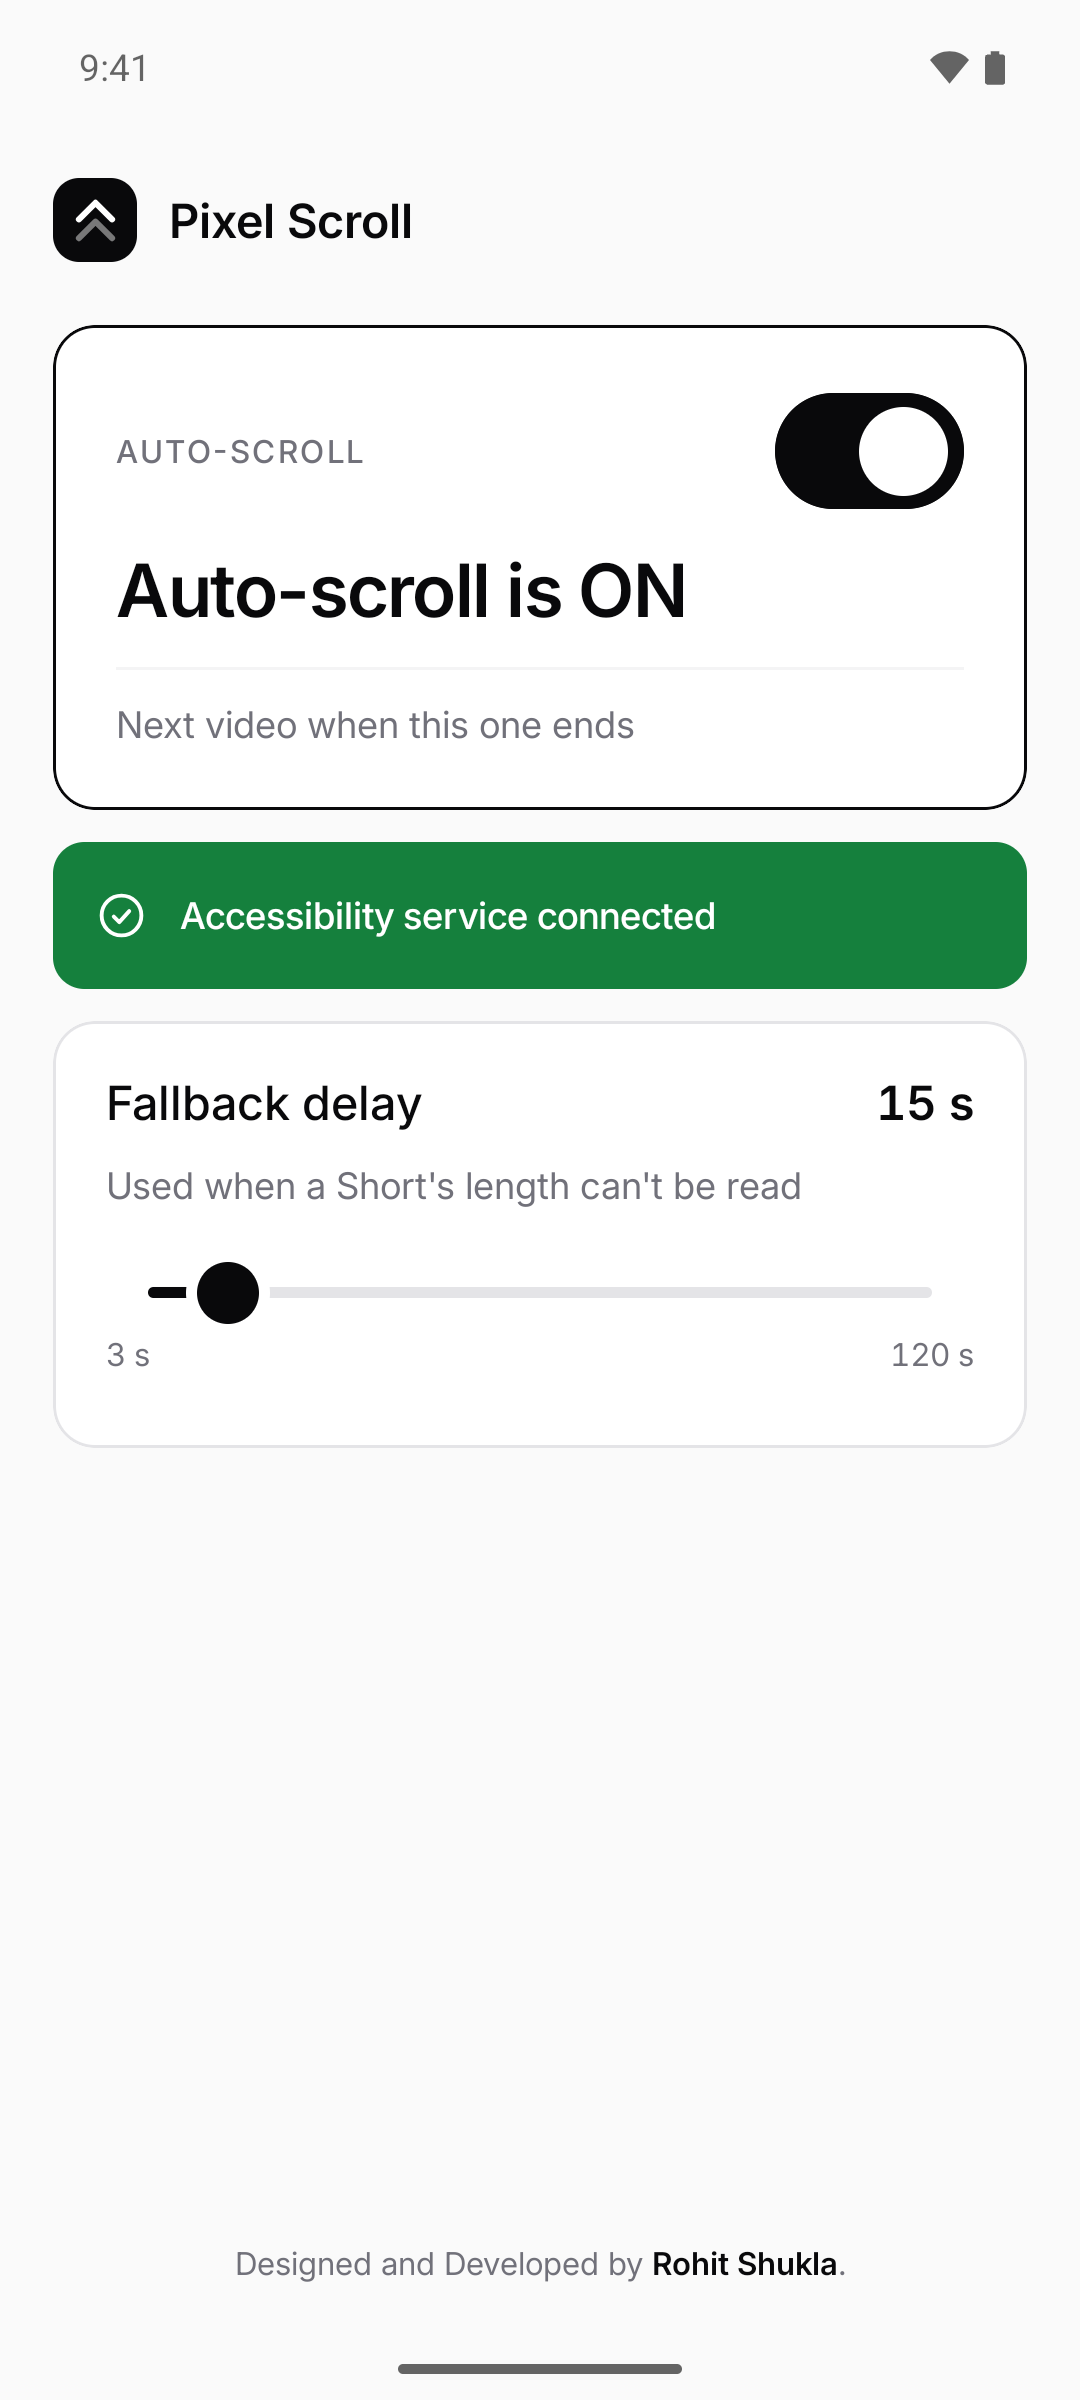 9:41
Pixel Scroll
AUTO-SCROLL
Auto-scroll is ON
Next video when this one ends
Accessibility service connected
Fallback delay 15 s
Used when a Short's length can't be read
3 s 120 s
Designed and Developed by Rohit Shukla.